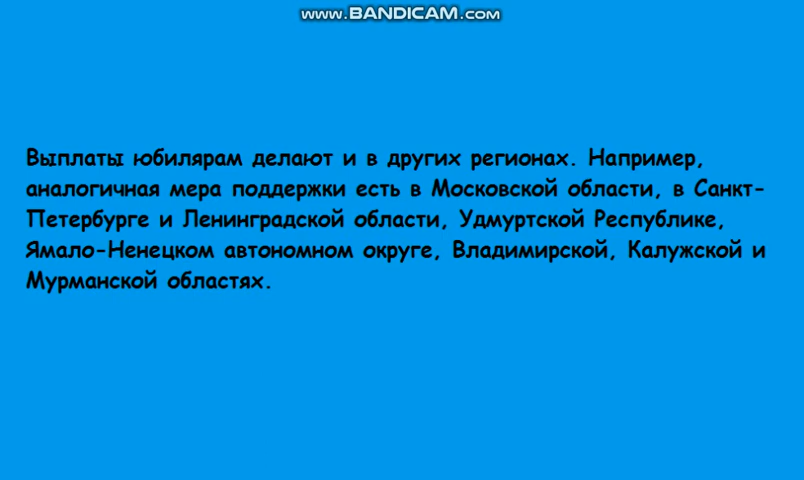 www.BANDICAM.com
Выплаты юбилярам делают и в других регионах. Например,
аналогичная мера поддержки есть в Московской области, в Санкт-
Петербурге и Ленинградской области, Удмуртской Республике,
Ямало-Ненецком автономном округе, Владимирской, Калужской и
Мурманской областях.